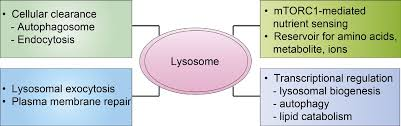 • Cellular clearance
- Autophagosome
- Endocytosis
• Lysosomal exocytosis
• Plasma membrane repair
Lysosome
• mTORC1-mediated
nutrient sensing
• Reservoir for amino acids,
metabolite, ions
• Transcriptional regulation
- lysosomal biogenesis
- autophagy
- lipid catabolism